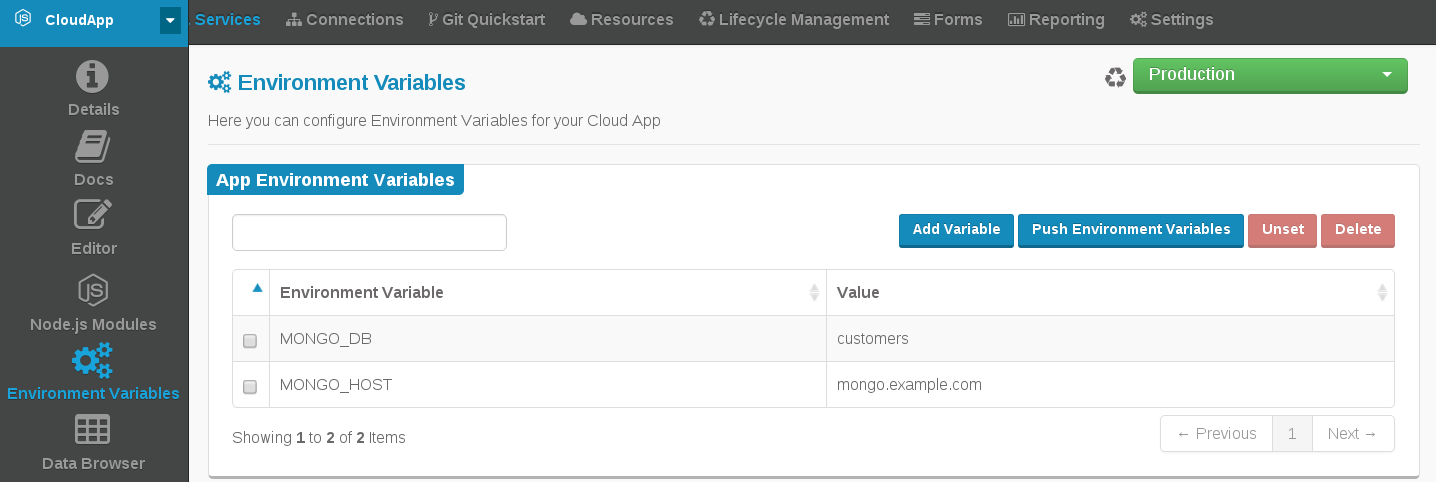 CloudApp
Services Connections Git Quickstart Resources Lifecycle Management Forms Reporting Settings
Details
Docs
Editor
JS
Node.js Modules
Environment Variables
Data Browser
Environment Variables
Production
Here you can configure Environment Variables for your Cloud App
App Environment Variables
Add Variable Push Environment Variables Unset Delete
Environment Variable Value
MONGO_DB customers
MONGO_HOST mongo.example.com
Showing 1 to 2 of 2 Items
← Previous 1 Next →